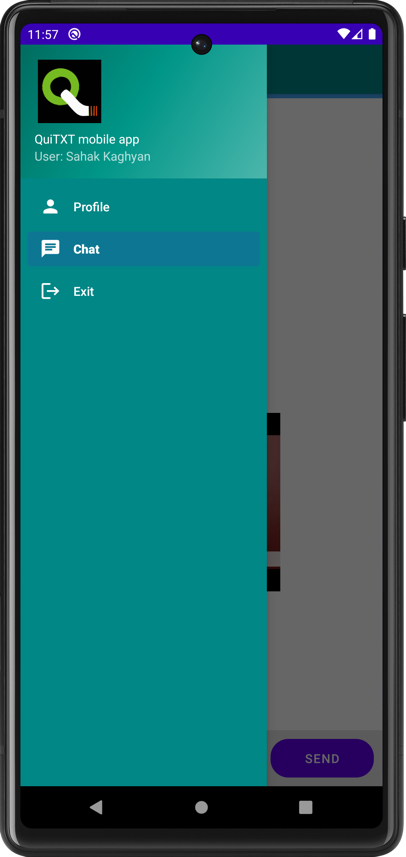 11:57
QuiTXT mobile app
User: Sahak Kaghyan
Profile
Chat
Exit
SEND